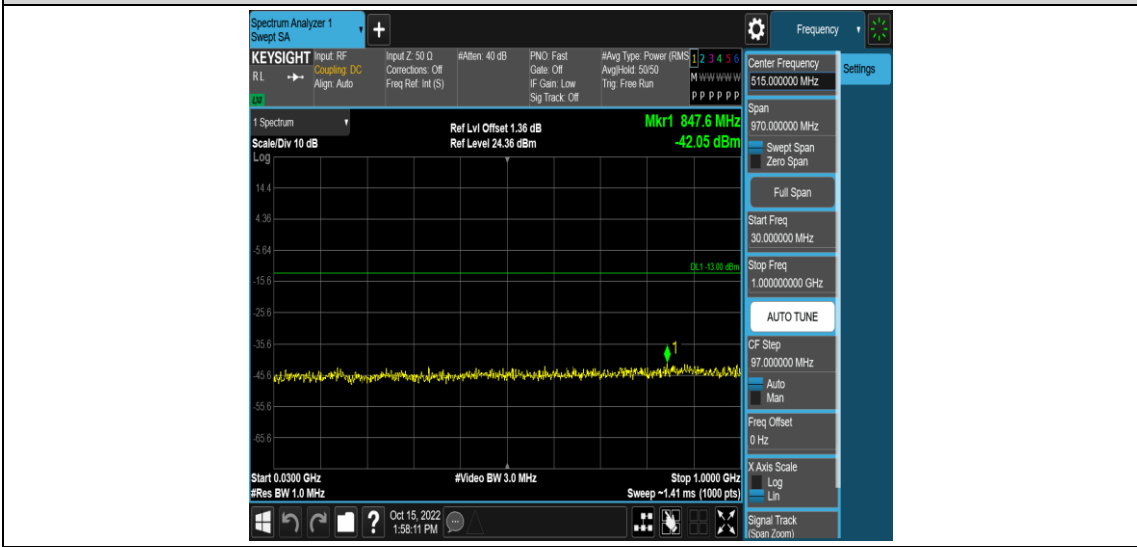 Spectrum Analyzer 1
Swept SA
+
Frequency
KEYSIGHT
R L
LXI
Input: RF
Coupling: DC
Align: Auto
Input Z: 50 Ω
Corrections: Off
Freq Ref: Int (S)
#Atten: 40 dB
PNO: Fast
Gate: Off
IF Gain: Low
Sig Track: Off
#Avg Type: Power (RMS
Avg|Hold: 50/50
Trig: Free Run
1 2 3 4 5 6
M W W W W W
P P P P P P
1 Spectrum
Scale/Div 10 dB
Log
Ref Lvl Offset 1.36 dB
Ref Level 24.36 dBm
Mkr1 847.6 MHz
-42.05 dBm
14.4
4.36
-5.64
DL1 -13.00 dBm
-15.6
-25.6
-35.6
1
-45.6
-55.6
-65.6
Start 0.0300 GHz
#Video BW 3.0 MHz
Stop 1.0000 GHz
#Res BW 1.0 MHz
Sweep ~1.41 ms (1000 pts)
?
Oct 15, 2022
1:58:11 PM
Center Frequency
515.000000 MHz
Settings
Span
970.000000 MHz
Swept Span
Zero Span
Full Span
Start Freq
30.000000 MHz
Stop Freq
1.000000000 GHz
AUTO TUNE
CF Step
97.000000 MHz
Auto
Man
Freq Offset
0 Hz
X Axis Scale
Log
Lin
Signal Track
(Span Zoom)